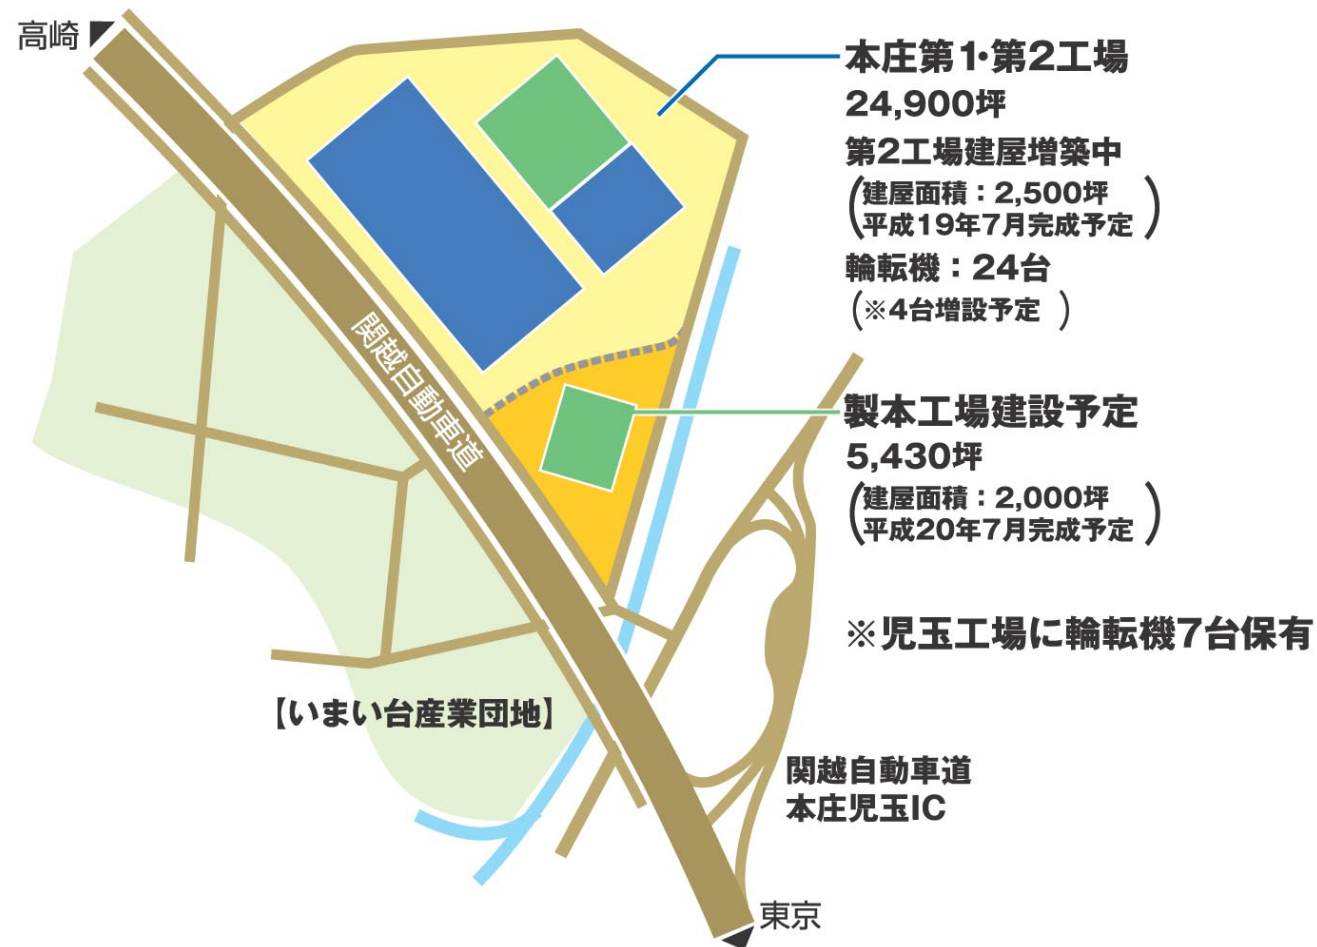 高崎
本庄第1・第2工場
24,900坪
第2工場建屋増築中
(建屋面積：2,500坪
平成19年7月完成予定)
輪転機：24台
(※4台増設予定)
関越自動車道
製本工場建設予定
5,430坪
(建屋面積：2,000坪
平成20年7月完成予定)
※児玉工場に輪転機7台保有
【いまい台産業団地】
関越自動車道
本庄児玉IC
東京